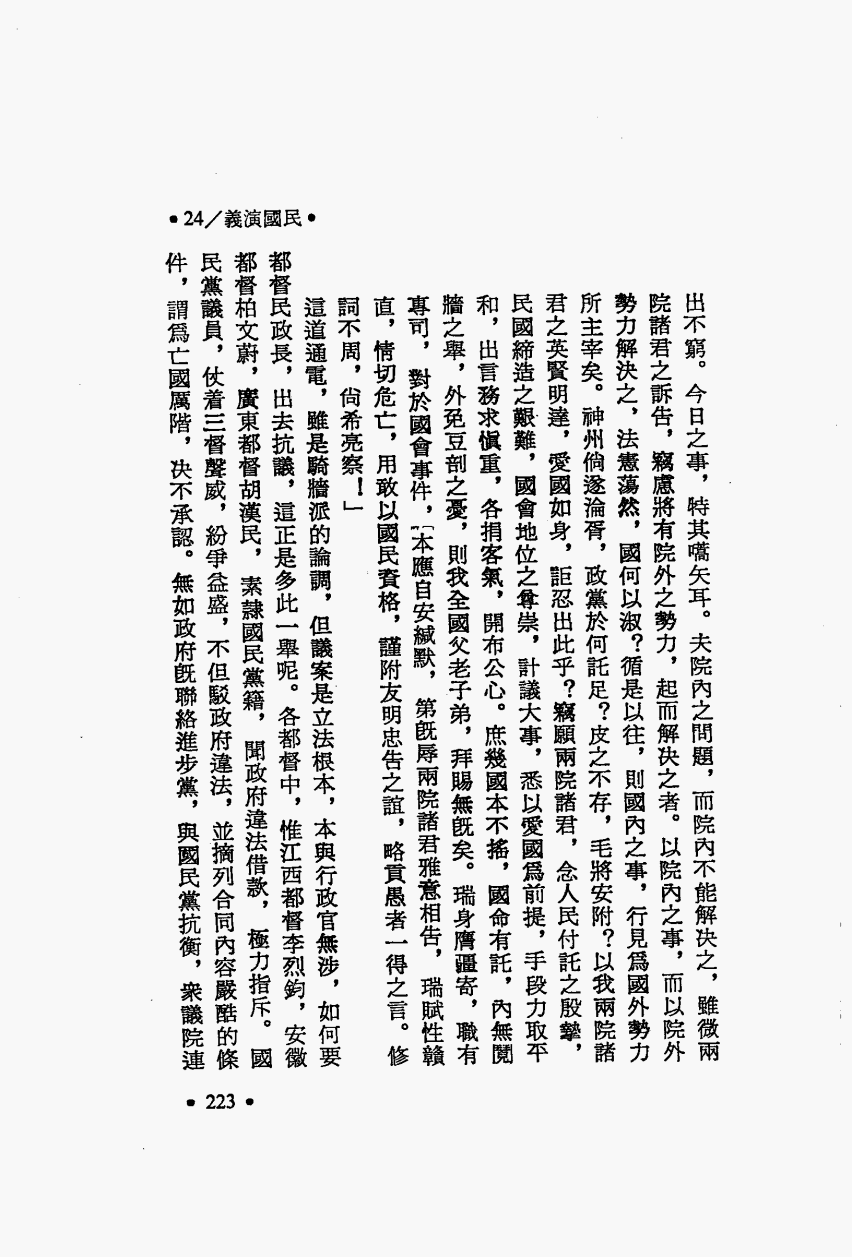 •24／義演國民•
出不窮。今日之事，特其嚆矢耳。夫院內之問題，而院內不能解決之，雖微兩
院諸君之訴告，竊慮將有院外之勢力，起而解決之者。以院內之事，而以院外
勢力解決之，法憲蕩然，國何以淑？循是以往，則國內之事，行見爲國外勢力
所主宰矣。神州倘遂淪胥，政黨於何託足？皮之不存，毛將安附？以我兩院諸
君之英賢明達，愛國如身，詎忍出此乎？竊願兩院諸君，念人民付託之殷摯，
民國締造之艱難，國會地位之尊崇，計議大事，悉以愛國爲前提，手段力取平
和，出言務求愼重，各捐客氣，開布公心。庶幾國本不搖，國命有託，內無鬩
牆之舉，外免豆剖之憂，則我全國父老子弟，拜賜無旣矣。瑞身膺疆寄，職有
專司，對於國會事件，「本應自安緘默，第旣辱兩院諸君雅意相告，瑞賦性戇
直，情切危亡，用敢以國民資格，謹附友明忠告之誼，略貢愚者一得之言。修
詞不周，尙希亮察！」
這道通電，雖是騎牆派的論調，但議案是立法根本，本與行政官無涉，如何要
都督民政長，出去抗議，這正是多此一舉呢。各都督中，惟江西都督李烈鈞，安徽
都督柏文蔚，廣東都督胡漢民，素隸國民黨籍，聞政府違法借款，極力指斥。國
民黨議員，仗着三督聲威，紛爭益盛，不但駁政府違法，並摘列合同內容嚴酷的條
件，謂爲亡國厲階，決不承認。無如政府旣聯絡進步黨，與國民黨抗衡，衆議院連
•223•